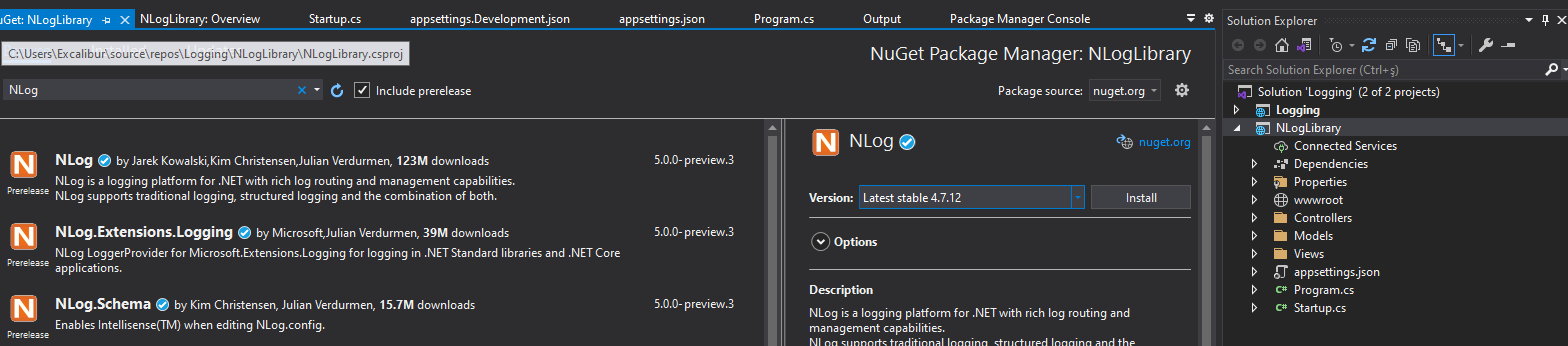 NuGet: NLogLibrary
NLogLibrary: Overview
Startup.cs
appsettings.Development.json
appsettings.json
Program.cs
Output
Package Manager Console
C:\Users\Excalibur\source\repos\Logging\NLogLibrary\NLogLibrary.csproj
NuGet Package Manager: NLogLibrary
NLog
Include prerelease
Package source: nuget.org
NLog by Jarek Kowalski,Kim Christensen,Julian Verdurmen, 123M downloads 5.0.0-preview.3
Prerelease
NLog is a logging platform for .NET with rich log routing and management capabilities.
NLog supports traditional logging, structured logging and the combination of both.
NLog.Extensions.Logging by Microsoft,Julian Verdurmen, 39M downloads 5.0.0-preview.3
Prerelease
NLog LoggerProvider for Microsoft.Extensions.Logging for logging in .NET Standard libraries and .NET Core
applications.
NLog.Schema by Kim Christensen, Julian Verdurmen, 15.7M downloads 5.0.0-preview.3
Prerelease
Enables Intellisense(TM) when editing NLog.config.
NLog
nuget.org
Version: Latest stable 4.7.12 Install
Options
Description
NLog is a logging platform for .NET with rich log routing and
management capabilities.
NLog supports traditional logging, structured logging and the
Solution Explorer
Search Solution Explorer (Ctrl+ş)
Solution 'Logging' (2 of 2 projects)
Logging
NLogLibrary
Connected Services
Dependencies
Properties
wwwroot
Controllers
Models
Views
appsettings.json
C# Program.cs
C# Startup.cs